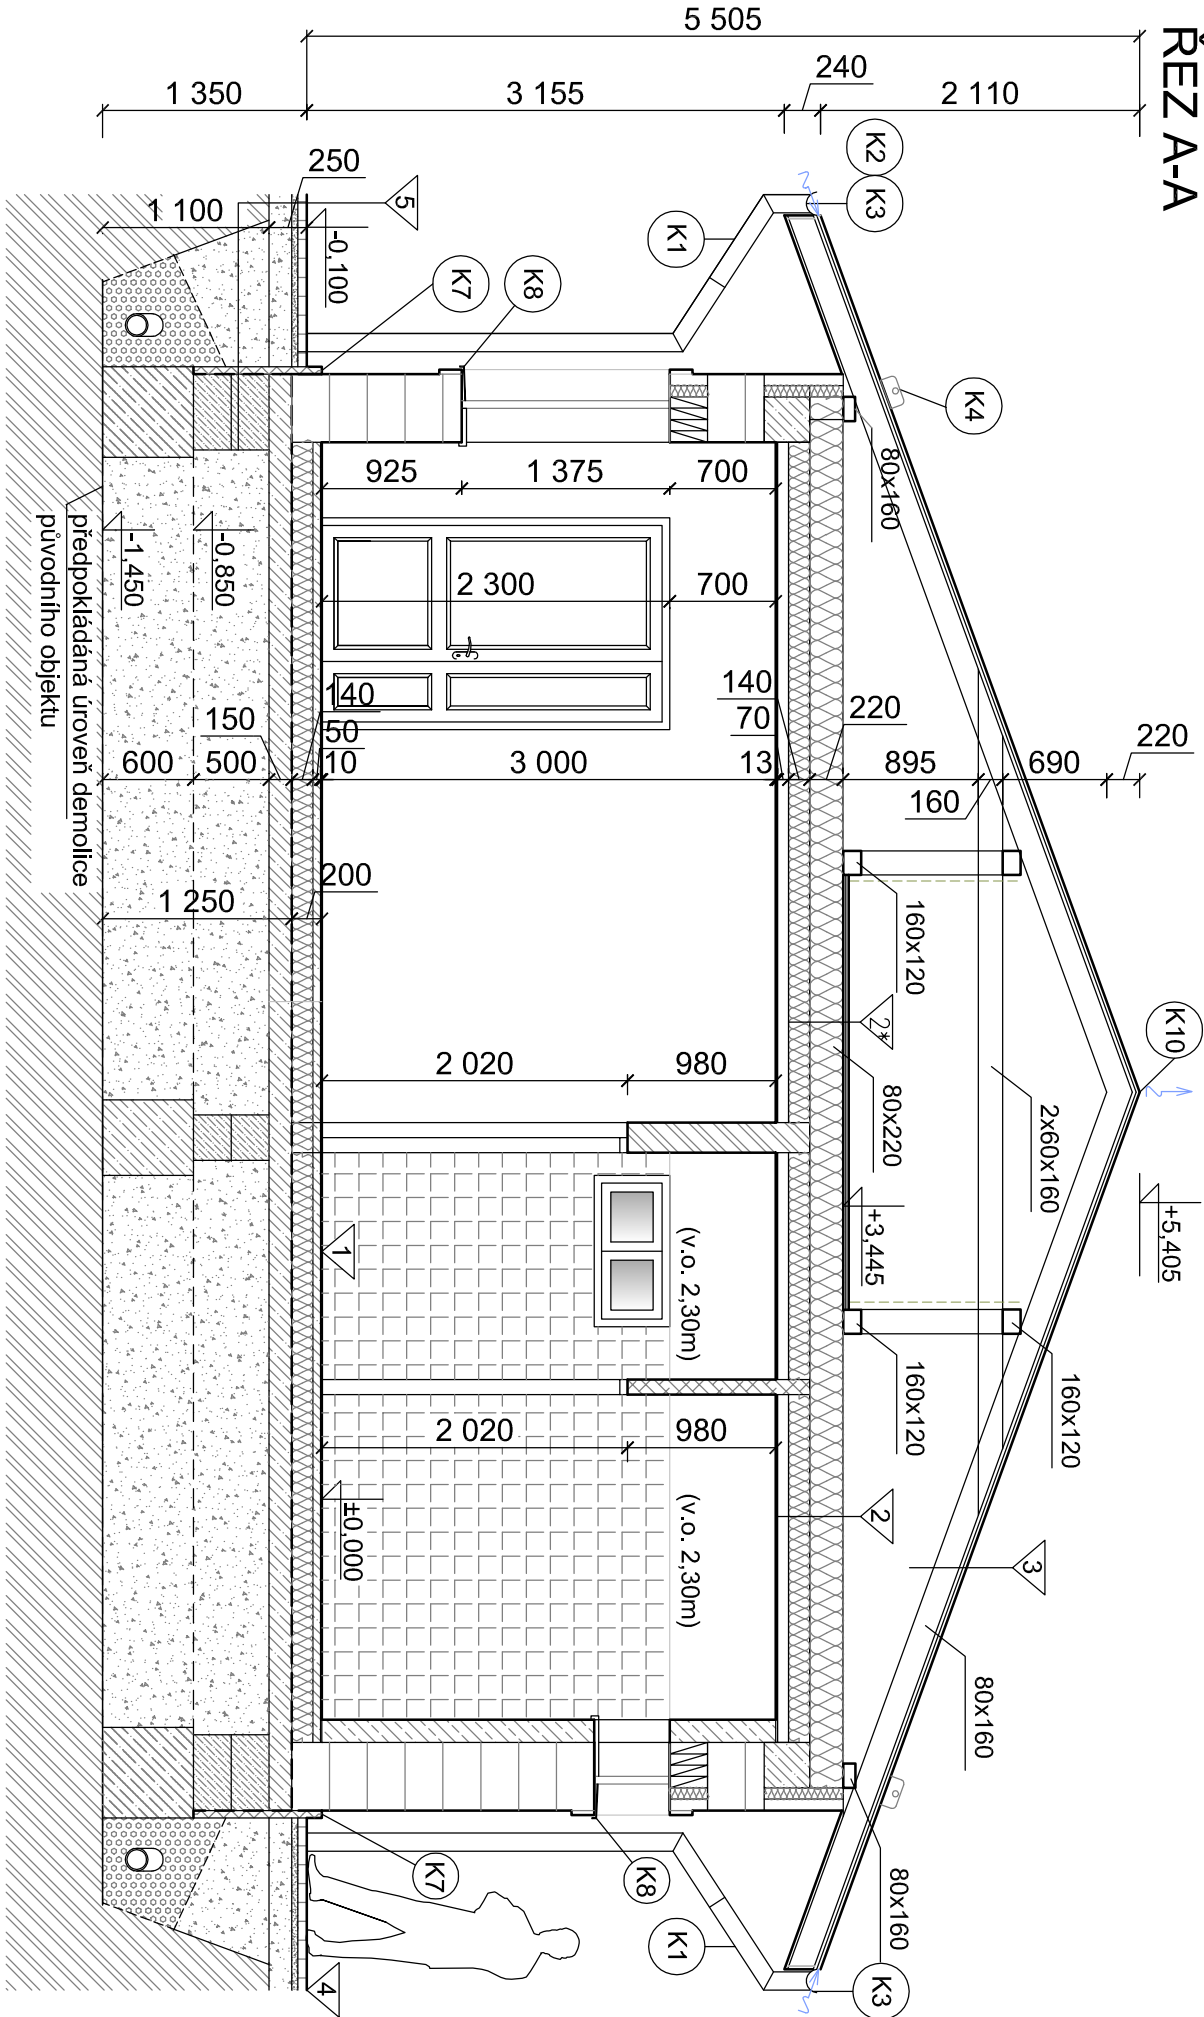 ŘEZ A-A
5 505
1 350
3 155
240
2 110
250
1 100
-0,100
5
K2
K3
K1
K7
K8
K4
80x160
925
1 375
700
2 300
700
-0,850
-1,450
předpokládáná úroveň demolice
původního objektu
600
500
150
140
50
10
3 000
13
70
140
220
895
160
690
220
1 250
200
160x120
2*
80x220
2x60x160
K10
+5,405
+3,445
2 020
980
1
(v.o. 2,30m)
160x120
160x120
2 020
980
±0,000
(v.o. 2,30m)
2
3
80x160
80x160
K7
K8
K1
K3
4